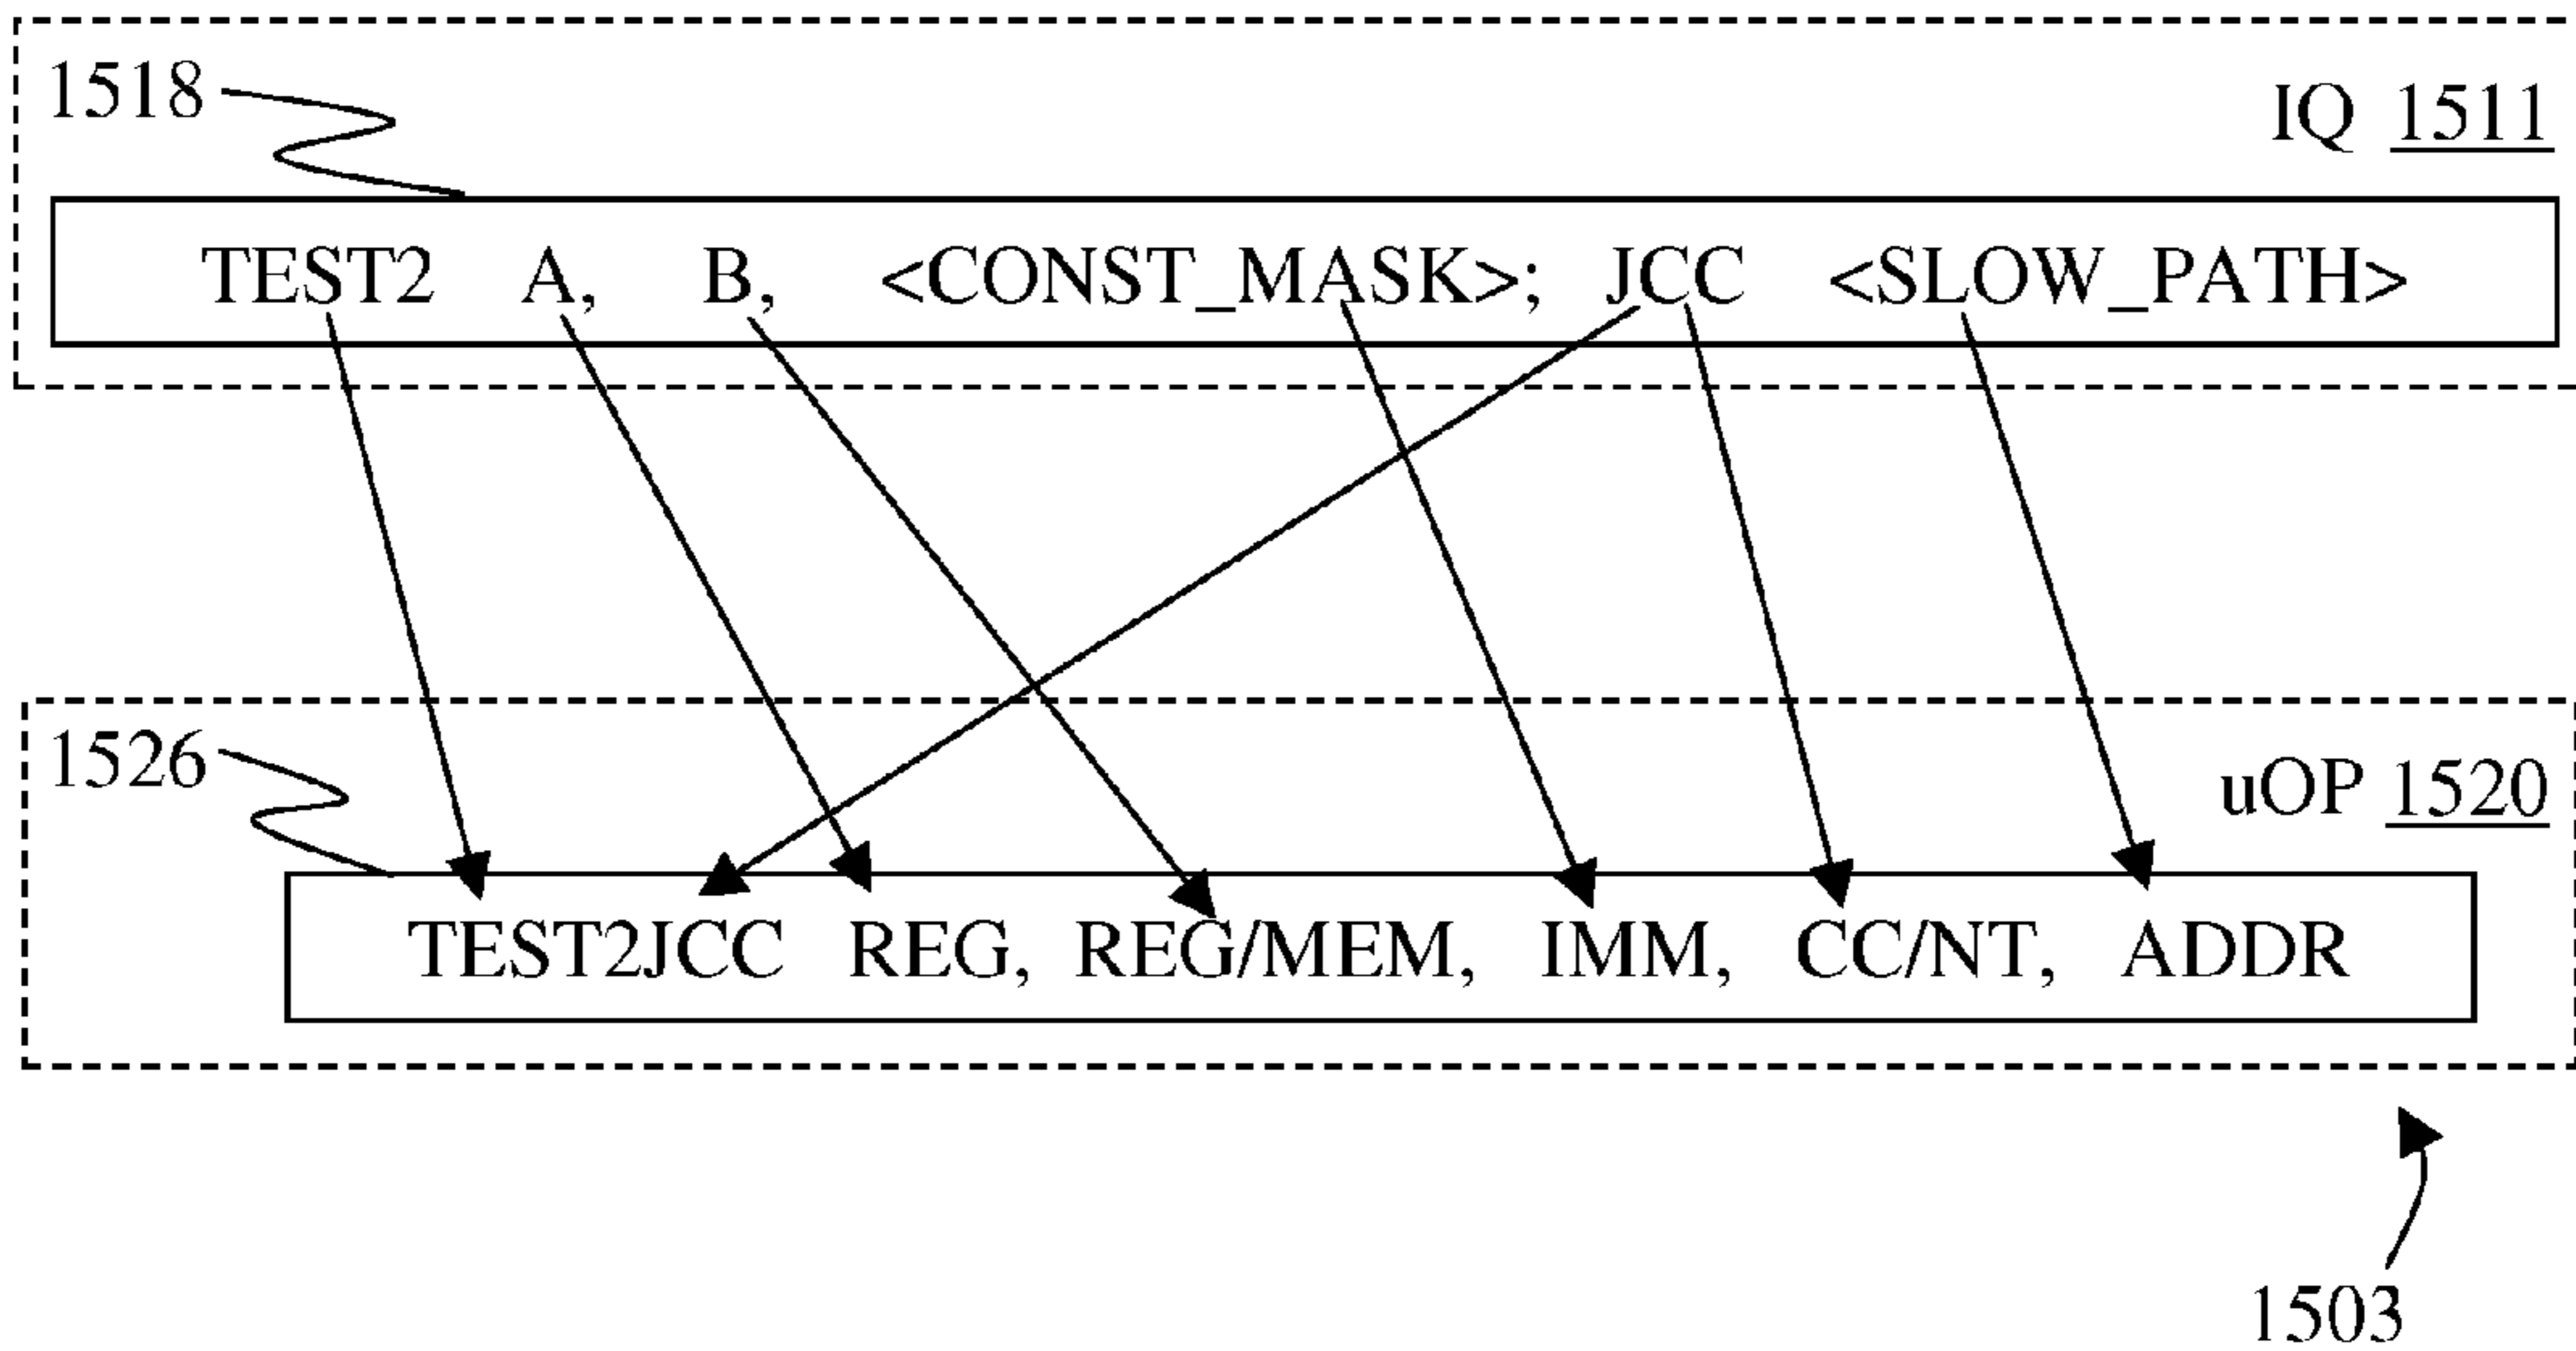 1518
IQ 1511
TEST2 A, B, <CONST_MASK>; JCC <SLOW_PATH>
1526
uOP 1520
TEST2JCC REG, REG/MEM, IMM, CC/NT, ADDR
1503